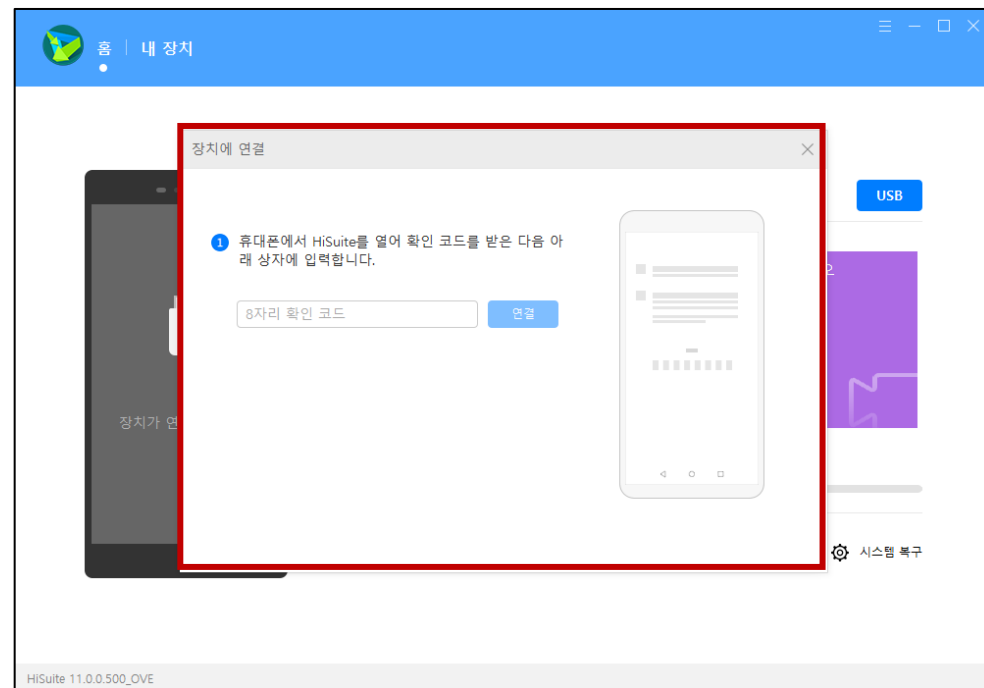 홈 | 내 장치
장치에 연결
USB
1 휴대폰에서 HiSuite를 열어 확인 코드를 받은 다음 아
래 상자에 입력합니다.
오
8자리 확인 코드
연결
장치가 연
시스템 복구
HiSuite 11.0.0.500_OVE